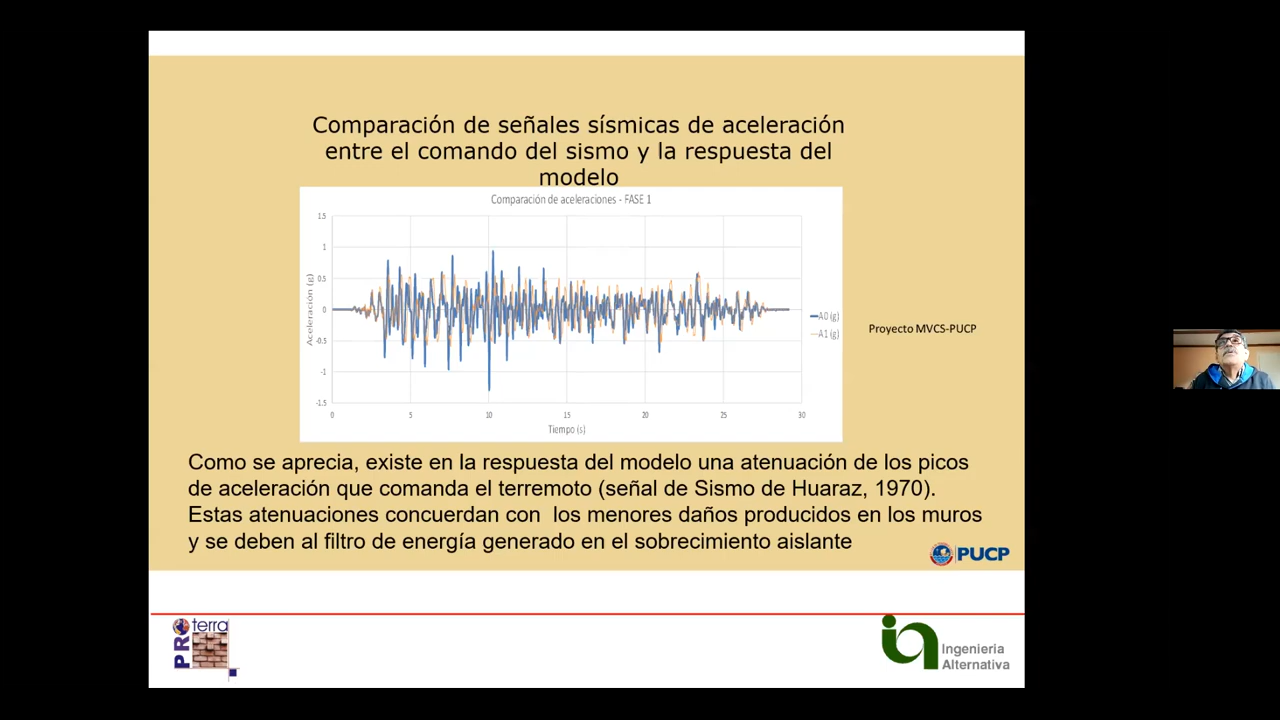 Comparación de señales sísmicas de aceleración
entre el comando del sismo y la respuesta del
modelo
Comparación de aceleraciones - FASE 1
1.5
1
0.5
0
-0.5
-1
-1.5
Aceleración (g)
0 5 10 15 20 25 30
Tiempo (s)
A0 (g)
A1 (g)
Proyecto MVCS-PUCP
Como se aprecia, existe en la respuesta del modelo una atenuación de los picos
de aceleración que comanda el terremoto (señal de Sismo de Huaraz, 1970).
Estas atenuaciones concuerdan con los menores daños producidos en los muros
y se deben al filtro de energía generado en el sobrecimiento aislante
PUCP
PROterra
ia Ingenieria
Alternativa